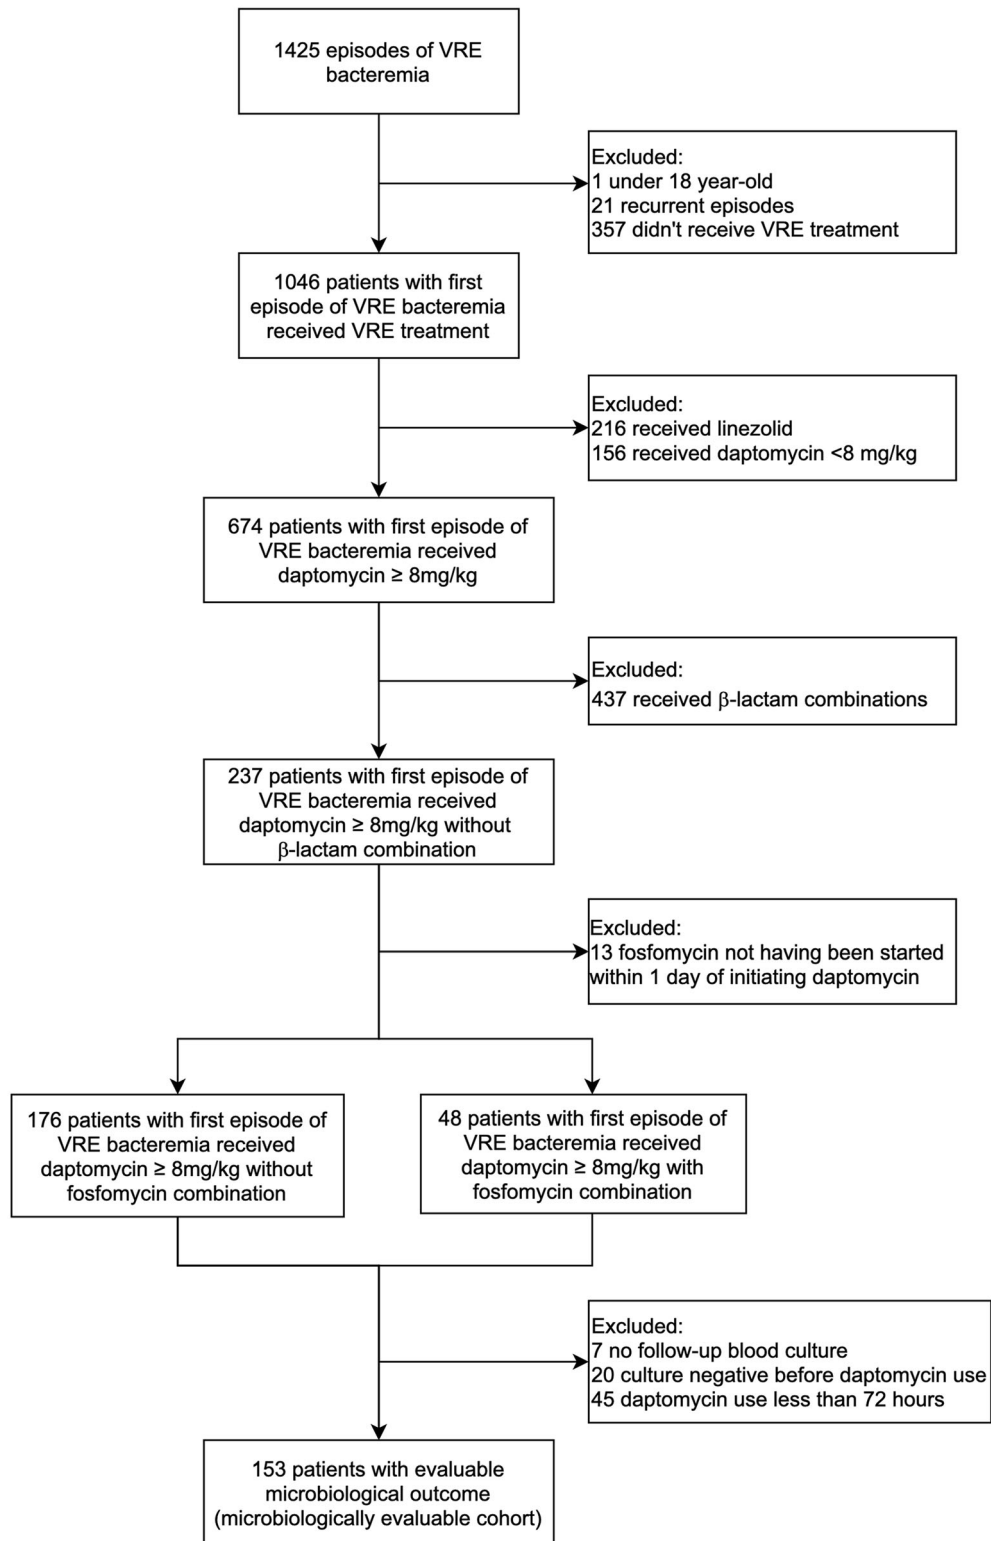 1425 episodes of VRE
bacteremia
Excluded:
1 under 18 year-old
21 recurrent episodes
357 didn't receive VRE treatment
1046 patients with first
episode of VRE bacteremia
received VRE treatment
Excluded:
216 received linezolid
156 received daptomycin <8 mg/kg
674 patients with first episode of
VRE bacteremia received
daptomycin ≥ 8mg/kg
Excluded:
437 received β-lactam combinations
237 patients with first episode of
VRE bacteremia received
daptomycin ≥ 8mg/kg without
β-lactam combination
Excluded:
13 fosfomycin not having been started
within 1 day of initiating daptomycin
176 patients with first episode of
VRE bacteremia received
daptomycin ≥ 8mg/kg without
fosfomycin combination
48 patients with first episode of
VRE bacteremia received
daptomycin ≥ 8mg/kg with
fosfomycin combination
Excluded:
7 no follow-up blood culture
20 culture negative before daptomycin use
45 daptomycin use less than 72 hours
153 patients with evaluable
microbiological outcome
(microbiologically evaluable cohort)